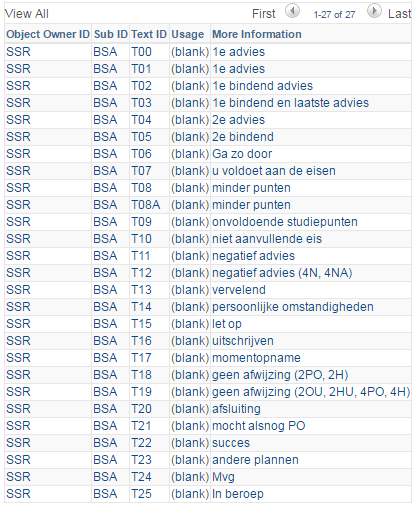 View All First 1-27 of 27 Last
Object Owner ID Sub ID Text ID Usage More Information
SSR BSA T00 (blank) 1e advies
SSR BSA T01 (blank) 1e advies
SSR BSA T02 (blank) 1e bindend advies
SSR BSA T03 (blank) 1e bindend en laatste advies
SSR BSA T04 (blank) 2e advies
SSR BSA T05 (blank) 2e bindend
SSR BSA T06 (blank) Ga zo door
SSR BSA T07 (blank) u voldoet aan de eisen
SSR BSA T08 (blank) minder punten
SSR BSA T08A (blank) minder punten
SSR BSA T09 (blank) onvoldoende studiepunten
SSR BSA T10 (blank) niet aanvullende eis
SSR BSA T11 (blank) negatief advies
SSR BSA T12 (blank) negatief advies (4N, 4NA)
SSR BSA T13 (blank) vervelend
SSR BSA T14 (blank) persoonlijke omstandigheden
SSR BSA T15 (blank) let op
SSR BSA T16 (blank) uitschrijven
SSR BSA T17 (blank) momentopname
SSR BSA T18 (blank) geen afwijzing (2PO, 2H)
SSR BSA T19 (blank) geen afwijzing (2OU, 2HU, 4PO, 4H)
SSR BSA T20 (blank) afsluiting
SSR BSA T21 (blank) mocht alsnog PO
SSR BSA T22 (blank) succes
SSR BSA T23 (blank) andere plannen
SSR BSA T24 (blank) Mvg
SSR BSA T25 (blank) In beroep